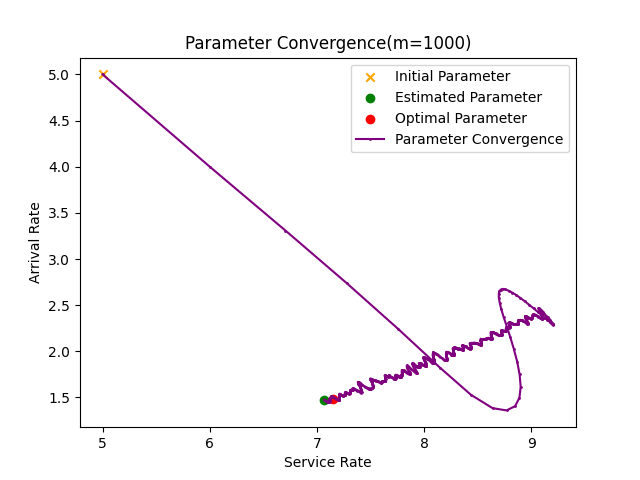 Parameter Convergence(m=1000)
Initial Parameter
Estimated Parameter
Optimal Parameter
Parameter Convergence
Arrival Rate
5.0
4.5
4.0
3.5
3.0
2.5
2.0
1.5
5 6 7 8 9
Service Rate